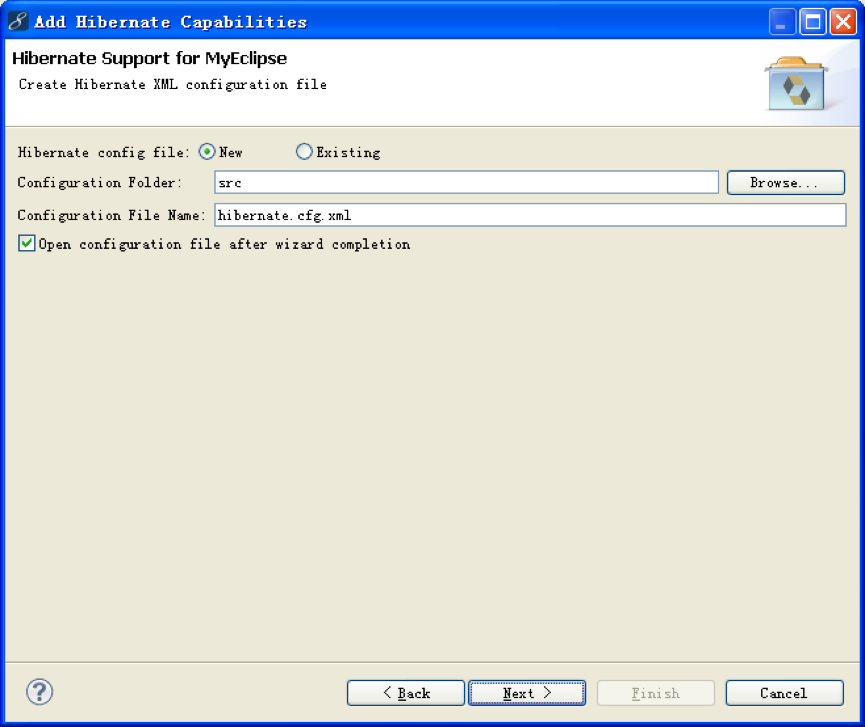 Add Hibernate Capabilities
Hibernate Support for MyEclipse
Create Hibernate XML configuration file
Hibernate config file: New Existing
Configuration Folder: src Browse...
Configuration File Name: hibernate.cfg.xml
Open configuration file after wizard completion
? < Back Next > Finish Cancel